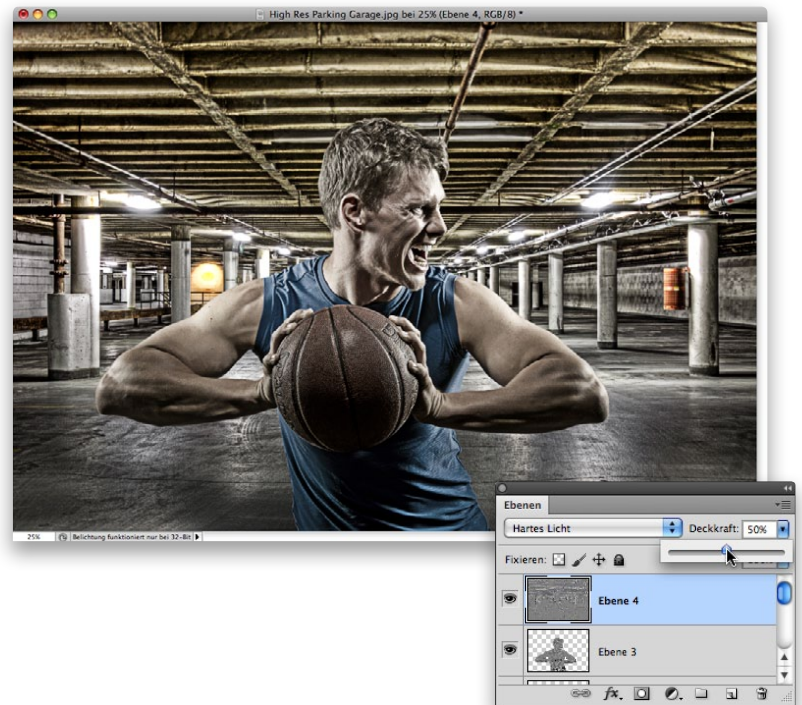 High Res Parking Garage.jpg bei 25% (Ebene 4, RGB/8) *
25%
Belichtung funktioniert nur bei 32-Bit
Ebenen
Hartes Licht
Deckkraft: 50%
Fixieren:
Ebene 4
Ebene 3
fx.